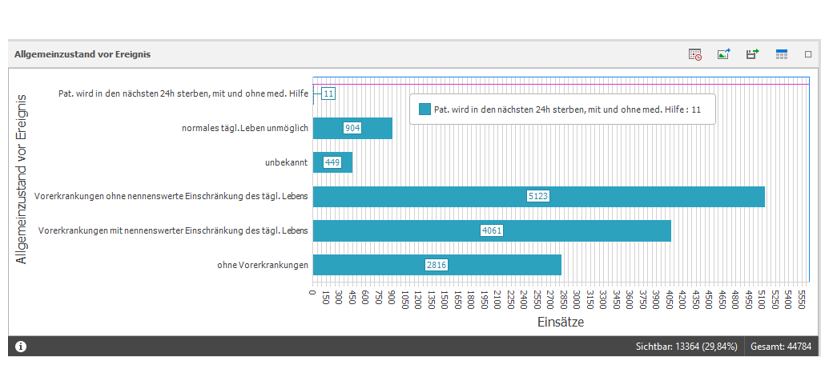 Allgemeinzustand vor Ereignis
Allgemeinzustand vor Ereignis
Pat. wird in den nächsten 24h sterben, mit und ohne med. Hilfe
11
Pat. wird in den nächsten 24h sterben, mit und ohne med. Hilfe : 11
normales tägl.Leben unmöglich
904
unbekannt
449
Vorerkrankungen ohne nennenswerte Einschränkung des tägl. Lebens
5123
Vorerkrankungen mit nennenswerter Einschränkung des tägl. Lebens
4061
ohne Vorerkrankungen
2816
0 150 300 450 600 750 900 1050 1200 1350 1500 1650 1800 1950 2100 2250 2400 2550 2700 2850 3000 3150 3300 3450 3600 3750 3900 4050 4200 4350 4500 4650 4800 4950 5100 5250 5400 5550
Einsätze
Sichtbar: 13364 (29,84%) Gesamt: 44784